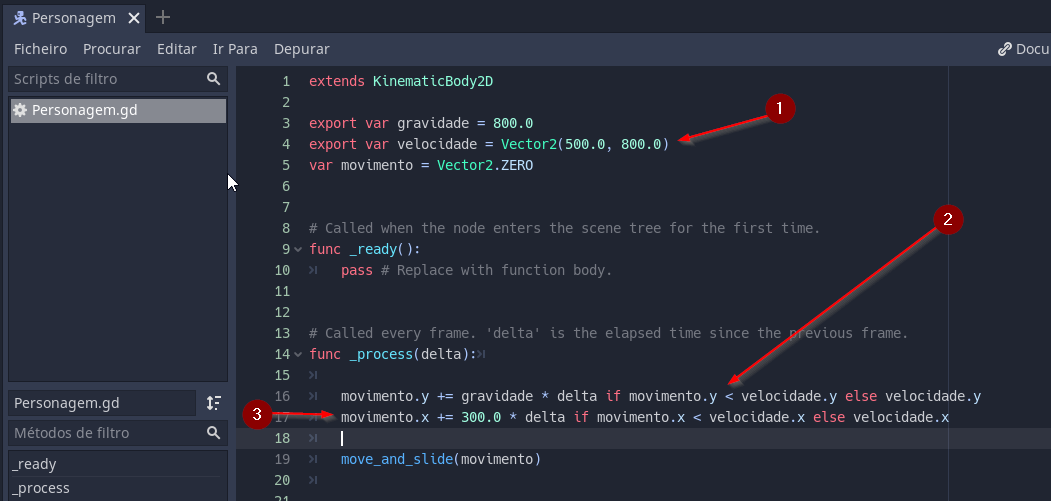 Personagem
Ficheiro Procurar Editar Ir Para Depurar Docu
Scripts de filtro
Personagem.gd
Personagem.gd
Métodos de filtro
_ready
_process
1 extends KinematicBody2D
2
3 export var gravidade = 800.0
4 export var velocidade = Vector2(500.0, 800.0)
5 var movimento = Vector2.ZERO
6
7
8 # Called when the node enters the scene tree for the first time.
9 func _ready():
10 pass # Replace with function body.
11
12
13 # Called every frame. 'delta' is the elapsed time since the previous frame.
14 func _process(delta):
15
16 movimento.y += gravidade * delta if movimento.y < velocidade.y else velocidade.y
17 movimento.x += 300.0 * delta if movimento.x < velocidade.x else velocidade.x
18
19 move_and_slide(movimento)
20
21
1
2
3